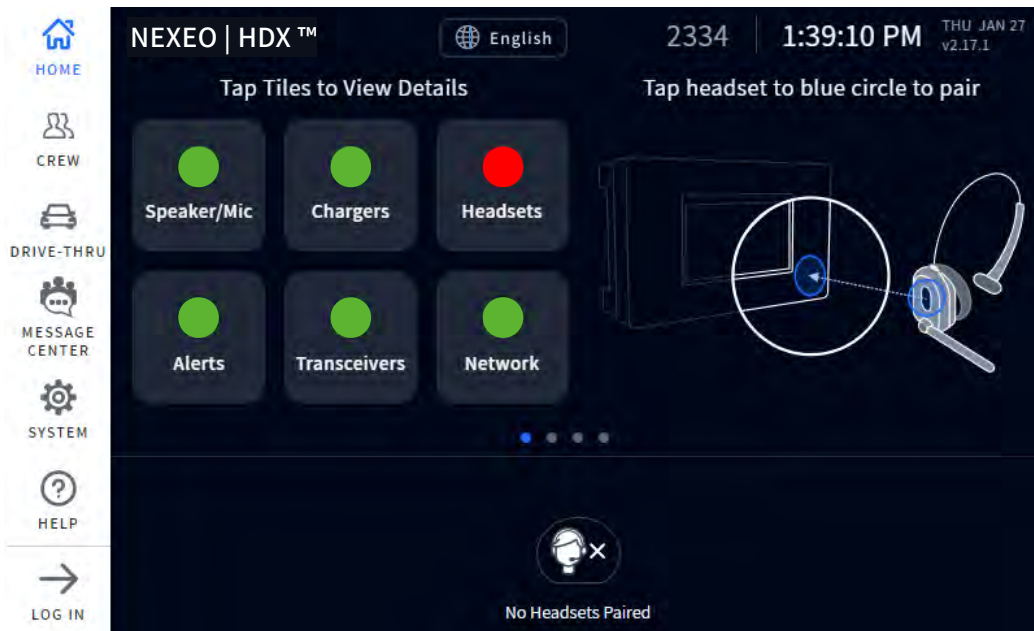 HOME
CREW
DRIVE-THRU
MESSAGE
CENTER
SYSTEM
HELP
LOG IN
NEXEO | HDX ™
English
2334
1:39:10 PM
THU JAN 27
v2.17.1
Tap Tiles to View Details
Tap headset to blue circle to pair
Speaker/Mic
Chargers
Headsets
Alerts
Transceivers
Network
No Headsets Paired